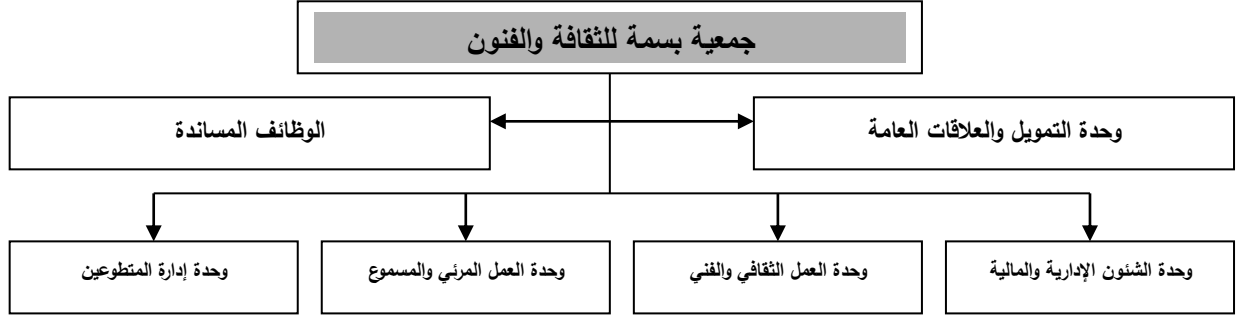 جمعية بسمة للثقافة والفنون
وحدة التمويل والعلاقات العامة
الوظائف المساندة
وحدة الشئون الإدارية والمالية
وحدة العمل الثقافي والفني
وحدة العمل المرئي والمسموع
وحدة إدارة المتطوعين